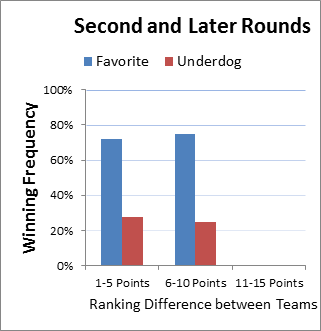 Second and Later Rounds
Favorite Underdog
Winning Frequency
100%
80%
60%
40%
20%
0%
1-5 Points 6-10 Points 11-15 Points
Ranking Difference between Teams